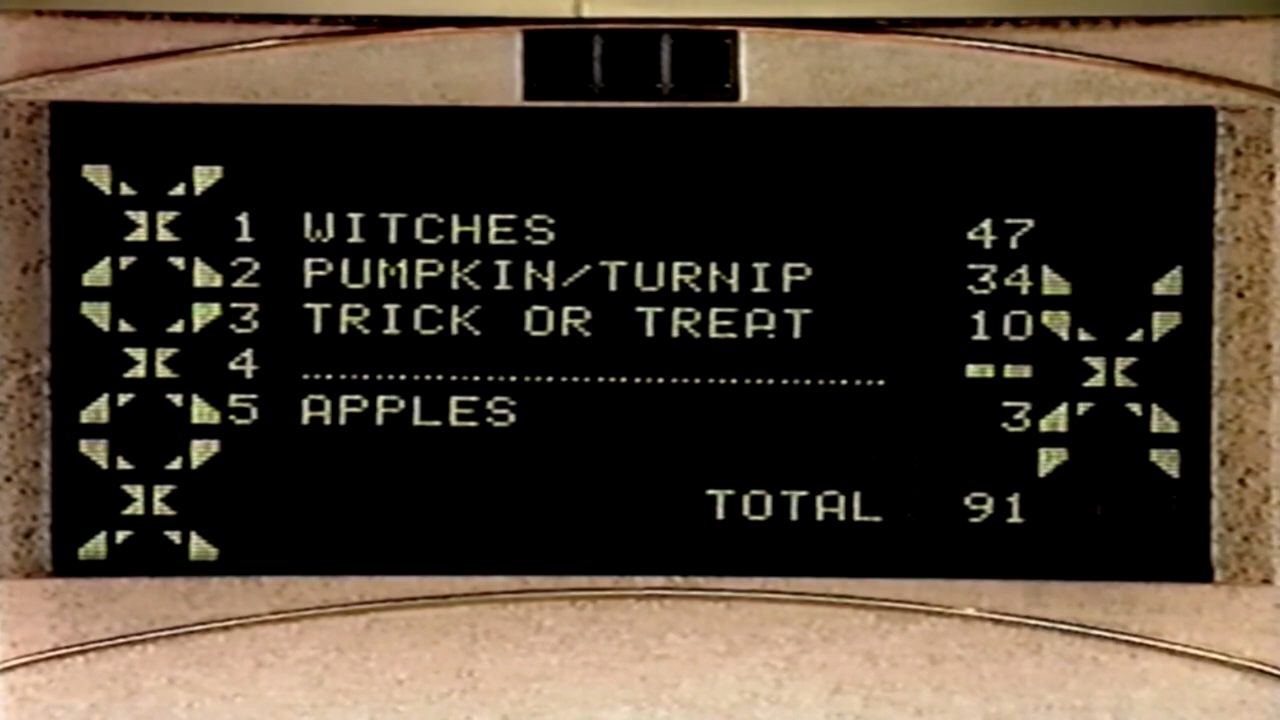 1 WITCHES 47
2 PUMPKIN/TURNIP 34
3 TRICK OR TREAT 10
4 ........................................ --
5 APPLES 3
TOTAL 91